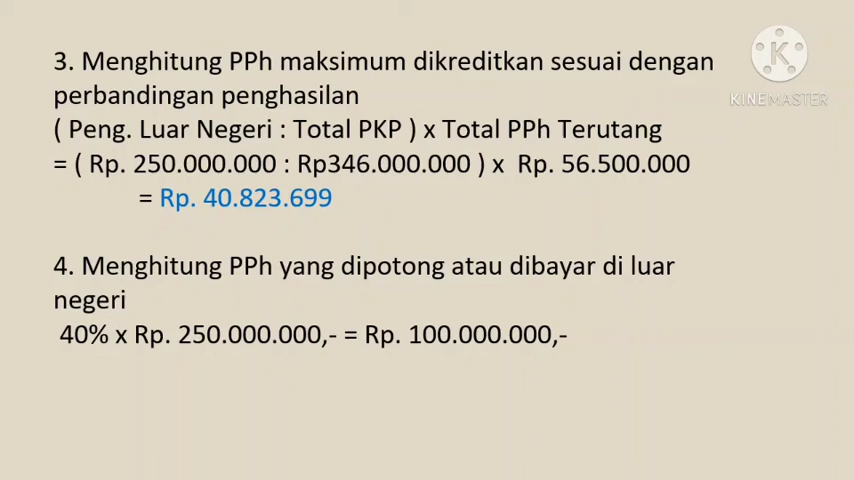 3. Menghitung PPh maksimum dikreditkan sesuai dengan
perbandingan penghasilan
( Peng. Luar Negeri : Total PKP ) x Total PPh Terutang
= ( Rp. 250.000.000 : Rp346.000.000 ) x  Rp. 56.500.000
= Rp. 40.823.699
4. Menghitung PPh yang dipotong atau dibayar di luar
negeri
40% x Rp. 250.000.000,- = Rp. 100.000.000,-
K
KINEMASTER